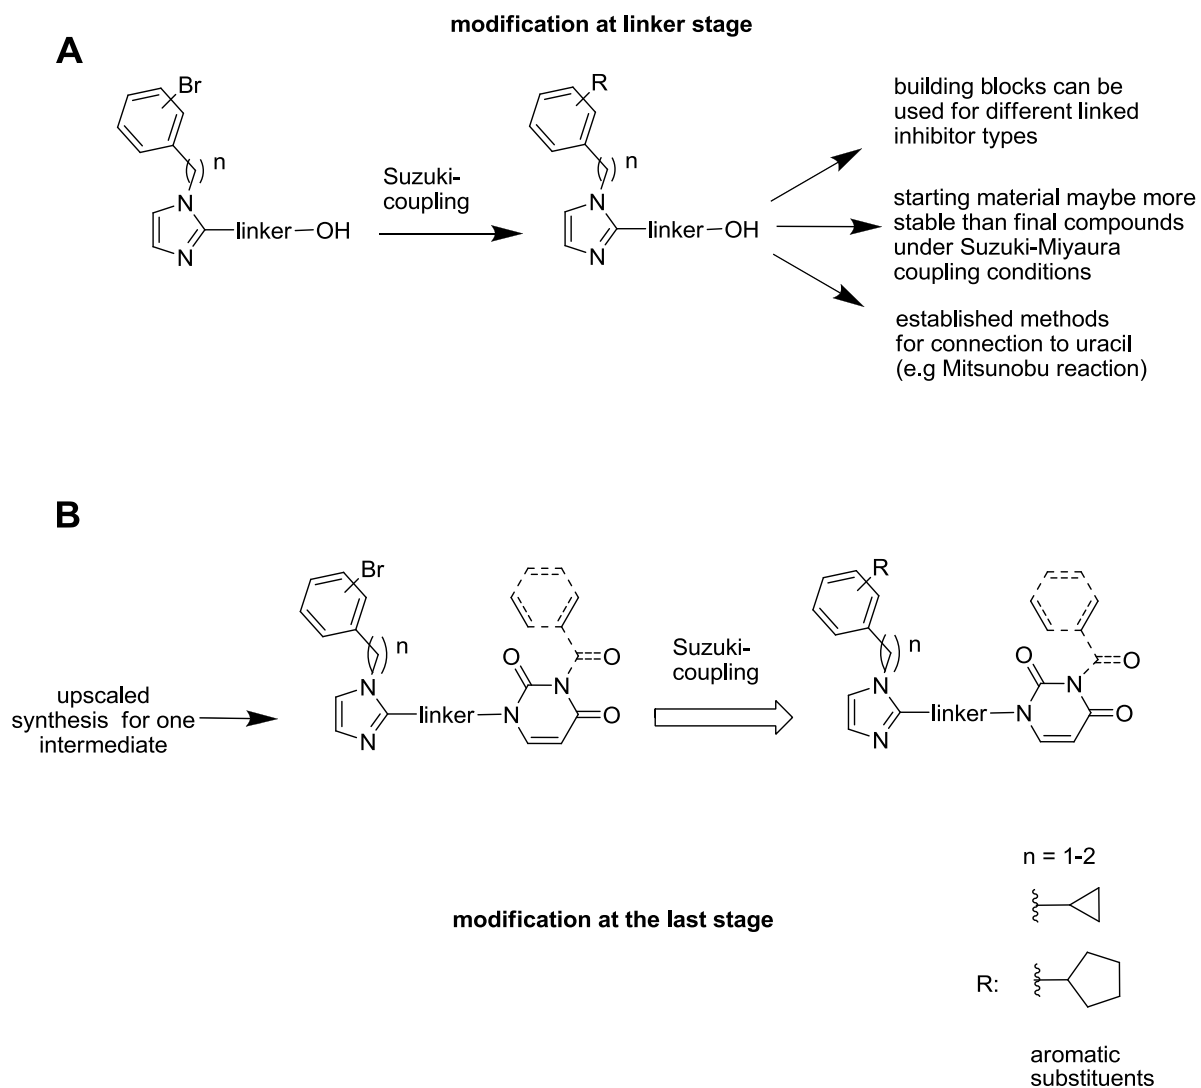 modification at linker stage
A
Br
n
N
N
linker
OH
Suzuki-
coupling
R
n
N
N
linker
OH
building blocks can be
used for different linked
inhibitor types
starting material maybe more
stable than final compounds
under Suzuki-Miyaura
coupling conditions
established methods
for connection to uracil
(e.g Mitsunobu reaction)
B
upscaled
synthesis for one
intermediate
Br
n
N
N
linker
N
O
N
O
O
Suzuki-
coupling
R
n
N
N
linker
N
O
N
O
O
modification at the last stage
n = 1-2
R:
aromatic
substituents